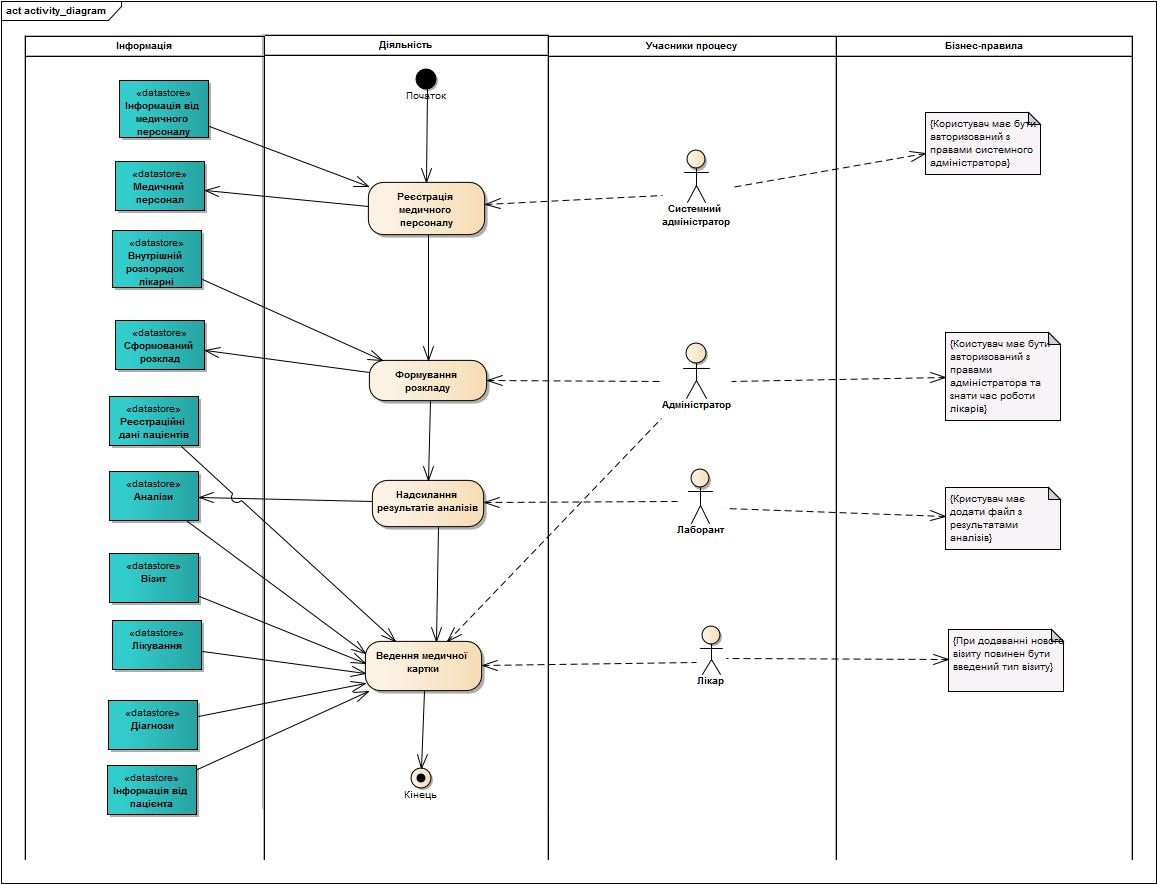 act activity_diagram
Інформація
Діяльність
Учасники процесу
Бізнес-правила
«datastore»
Інформація від
медичного
персоналу
«datastore»
Медичний
персонал
«datastore»
Внутрішній
розпорядок
лікарні
«datastore»
Сформований
розклад
«datastore»
Реєстраційні
дані пацієнтів
«datastore»
Аналізи
«datastore»
Візит
«datastore»
Лікування
«datastore»
Діагнози
«datastore»
Інформація від
пацієнта
Початок
Реєстрація
медичного
персоналу
Формування
розкладу
Надсилання
результатів аналізів
Ведення медичної
картки
Кінець
Системний
адміністратор
Адміністратор
Лаборант
Лікар
{Користувач має бути
авторизований з
правами системного
адміністратора}
{Коистувач має бути
авторизований з
правами
адміністратора та
знати час роботи
лікарів}
{Кристувач має
додати файл з
результатами
аналізів}
{При додаванні нового
візиту повинен бути
введений тип візиту}